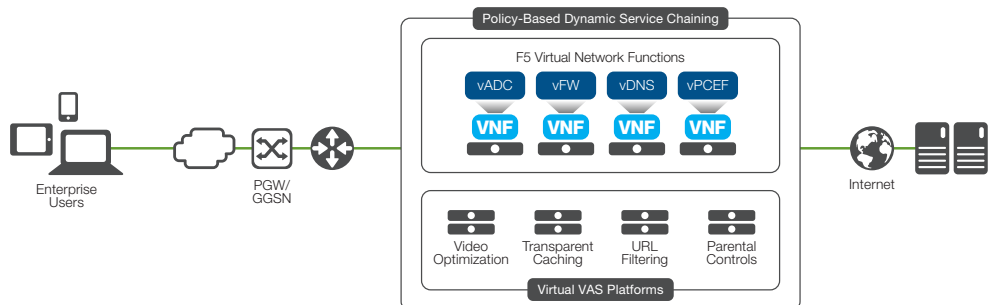 Policy-Based Dynamic Service Chaining
F5 Virtual Network Functions
vADC
vFW
vDNS
vPCEF
VNF
VNF
VNF
VNF
Enterprise
Users
PGW/
GGSN
Internet
Video
Optimization
Transparent
Caching
URL
Filtering
Parental
Controls
Virtual VAS Platforms